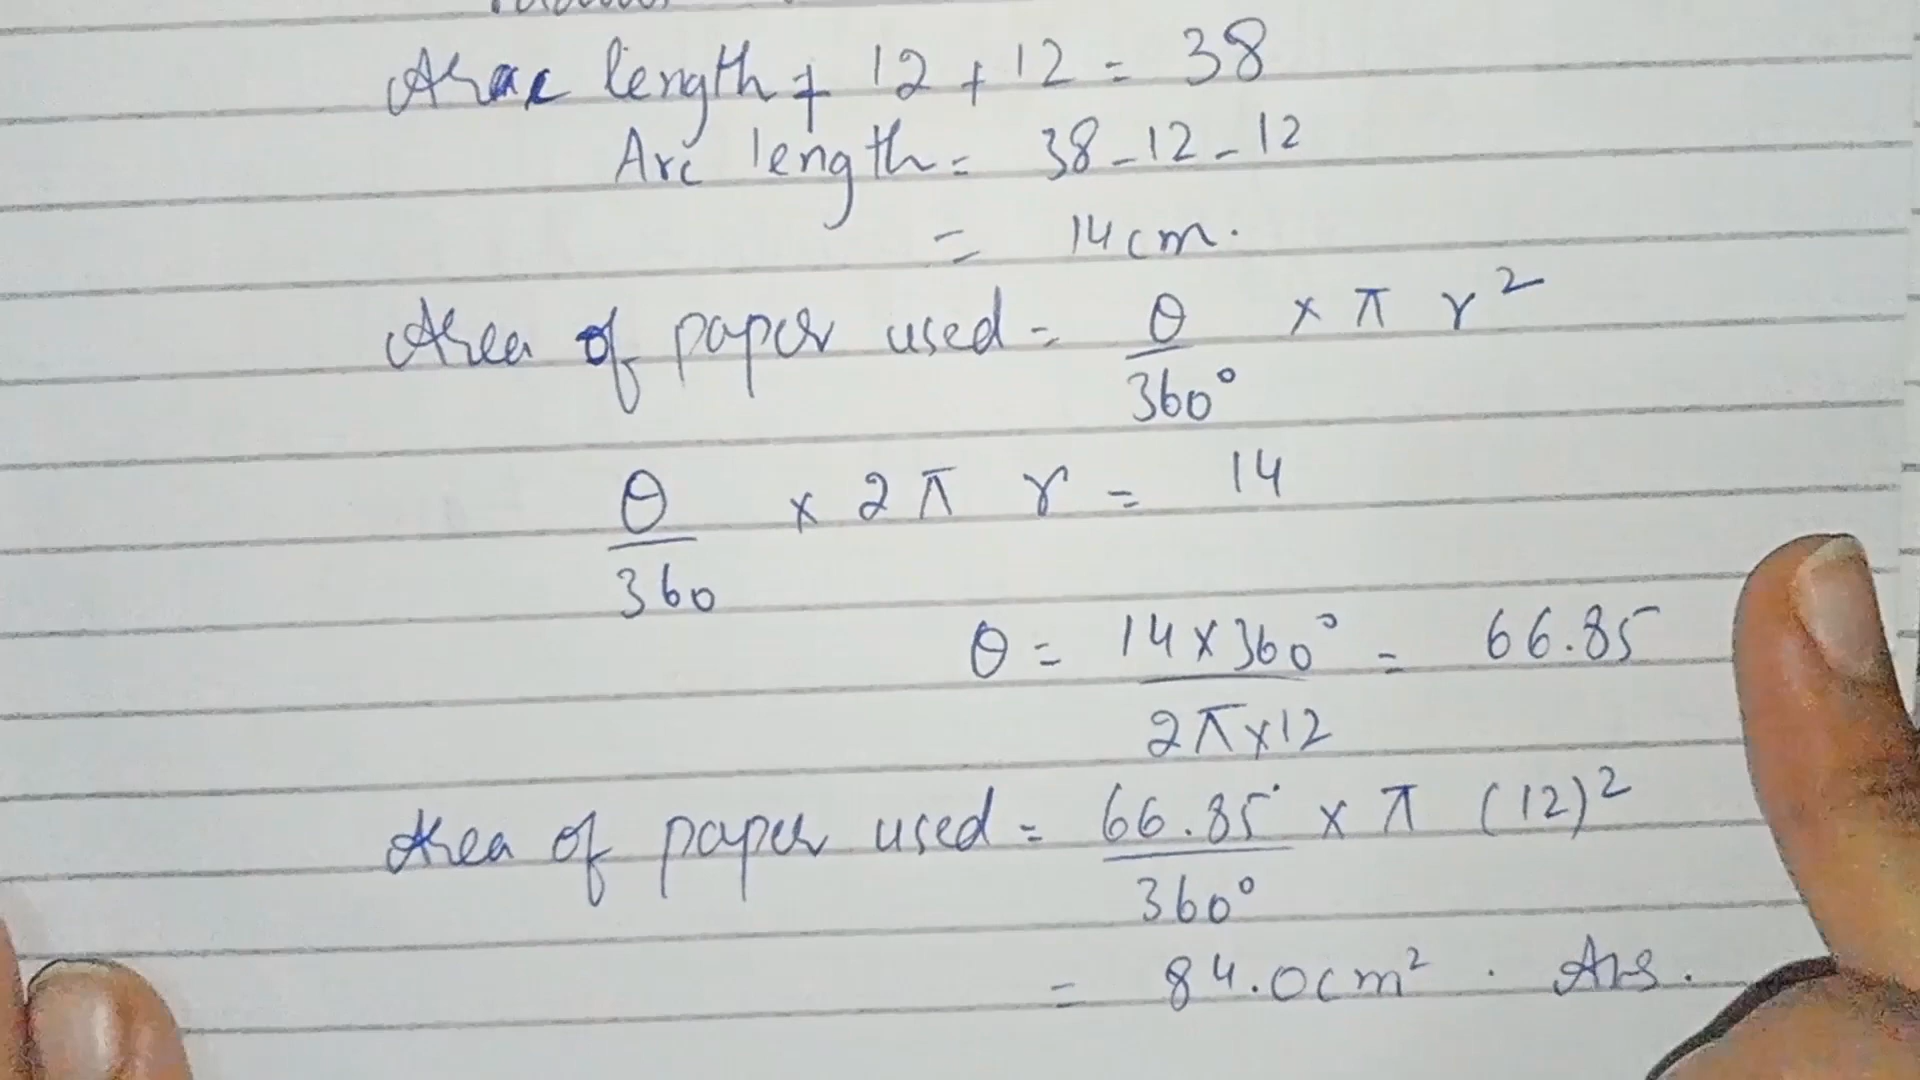 Arc length + 12 + 12 = 38
Arc length = 38 - 12 - 12
= 14cm.
Area of paper used = θ/360° × π r²
θ/360 × 2 π r = 14
θ = 14 × 360°/2π×12 = 66.85
Area of paper used = 66.85/360° × π (12)²
= 84.0cm². Ans.